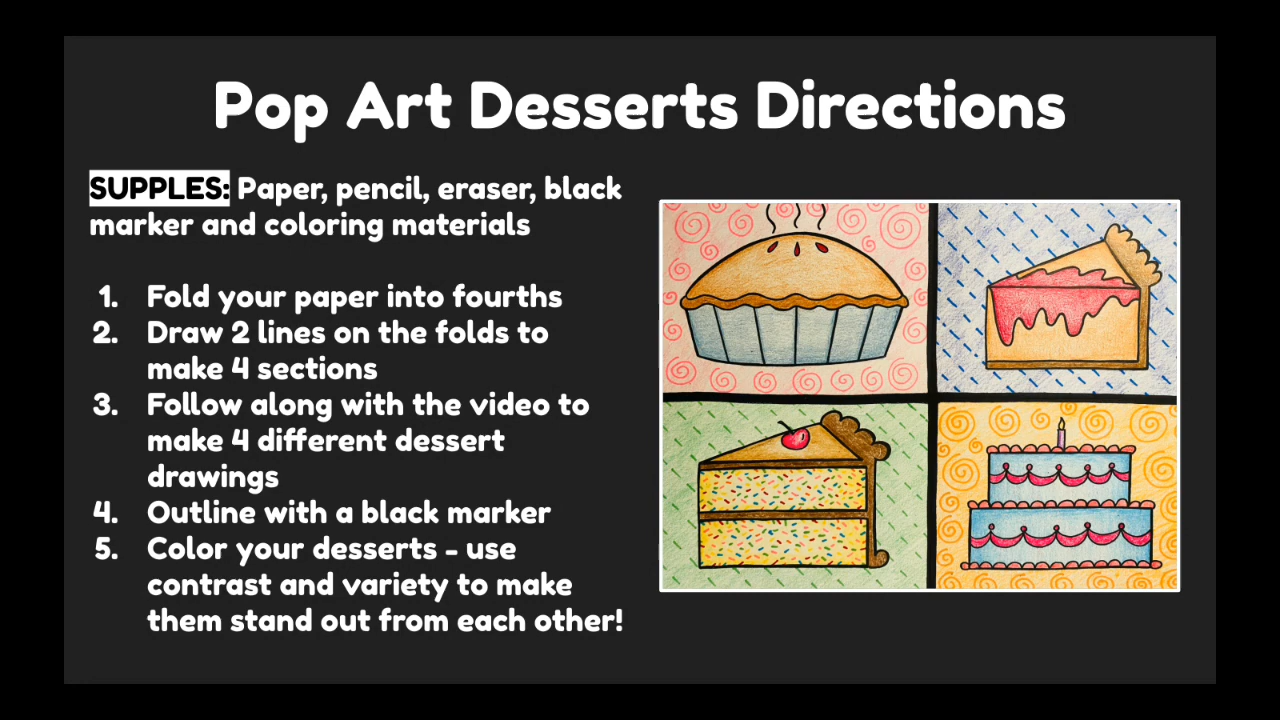 Pop Art Desserts Directions
SUPPLES: Paper, pencil, eraser, black
marker and coloring materials
1. Fold your paper into fourths
2. Draw 2 lines on the folds to
make 4 sections
3. Follow along with the video to
make 4 different dessert
drawings
4. Outline with a black marker
5. Color your desserts - use
contrast and variety to make
them stand out from each other!